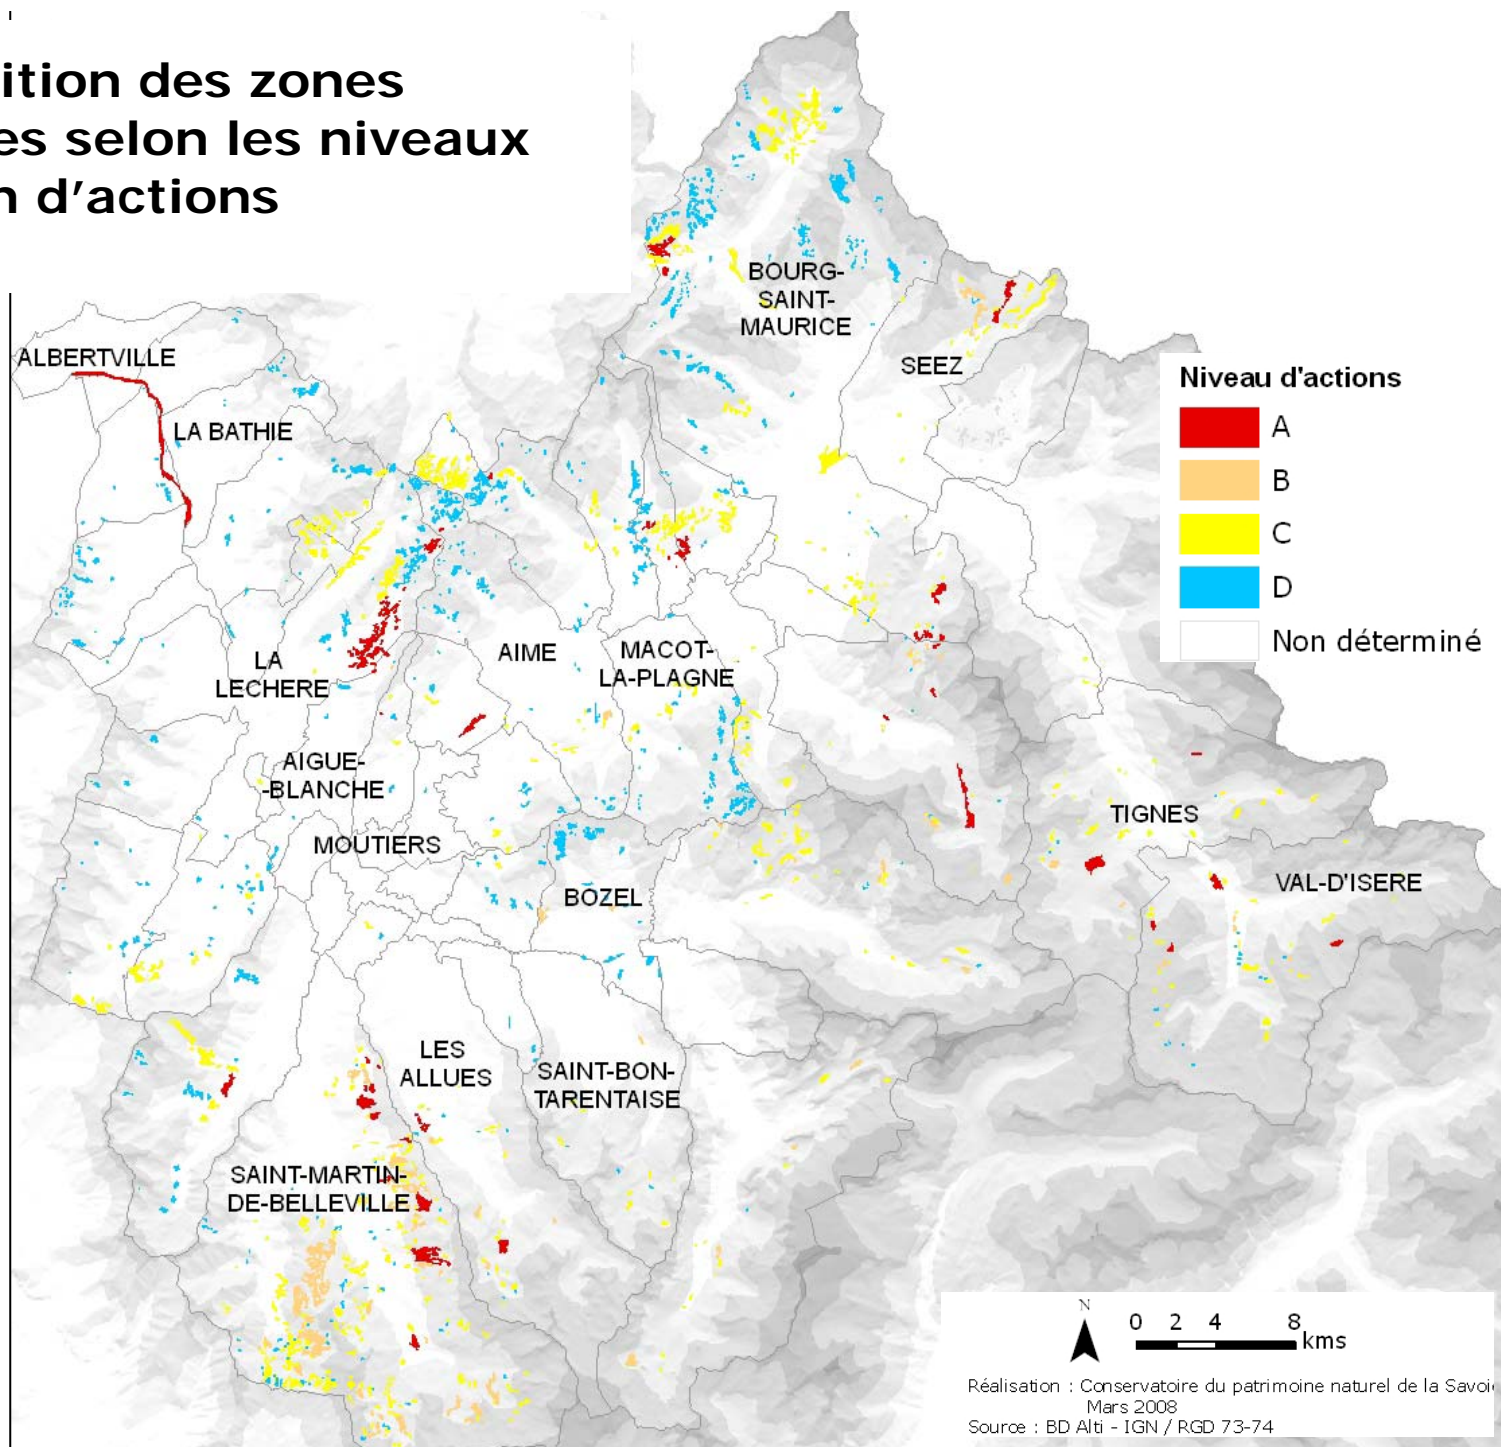 ition des zones
es selon les niveaux
n d'actions
BOURG-
SAINT-
MAURICE
SEEZ
ALBERTVILLE
LA BATHIE
Niveau d'actions
A
B
C
D
Non déterminé
LA
LECHERE
AIME
MACOT-
LA-PLAGNE
AIGUE-
-BLANCHE
MOUTIERS
BOZEL
TIGNES
VAL-D'ISERE
LES
ALLUES
SAINT-BON-
TARENTAISE
SAINT-MARTIN-
DE-BELLEVILLE
N
0 2 4 8
kms
Réalisation : Conservatoire du patrimoine naturel de la Savoie
Mars 2008
Source : BD Alti - IGN / RGD 73-74